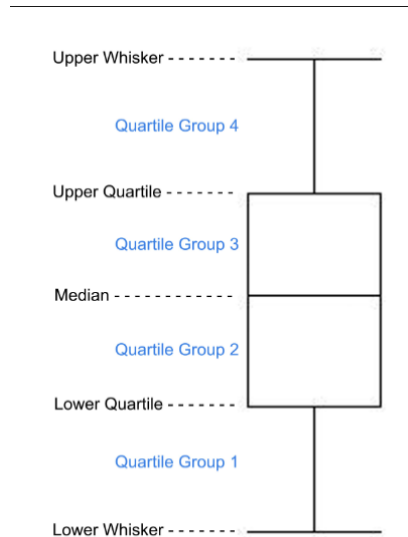 Upper Whisker
Quartile Group 4
Upper Quartile
Quartile Group 3
Median
Quartile Group 2
Lower Quartile
Quartile Group 1
Lower Whisker